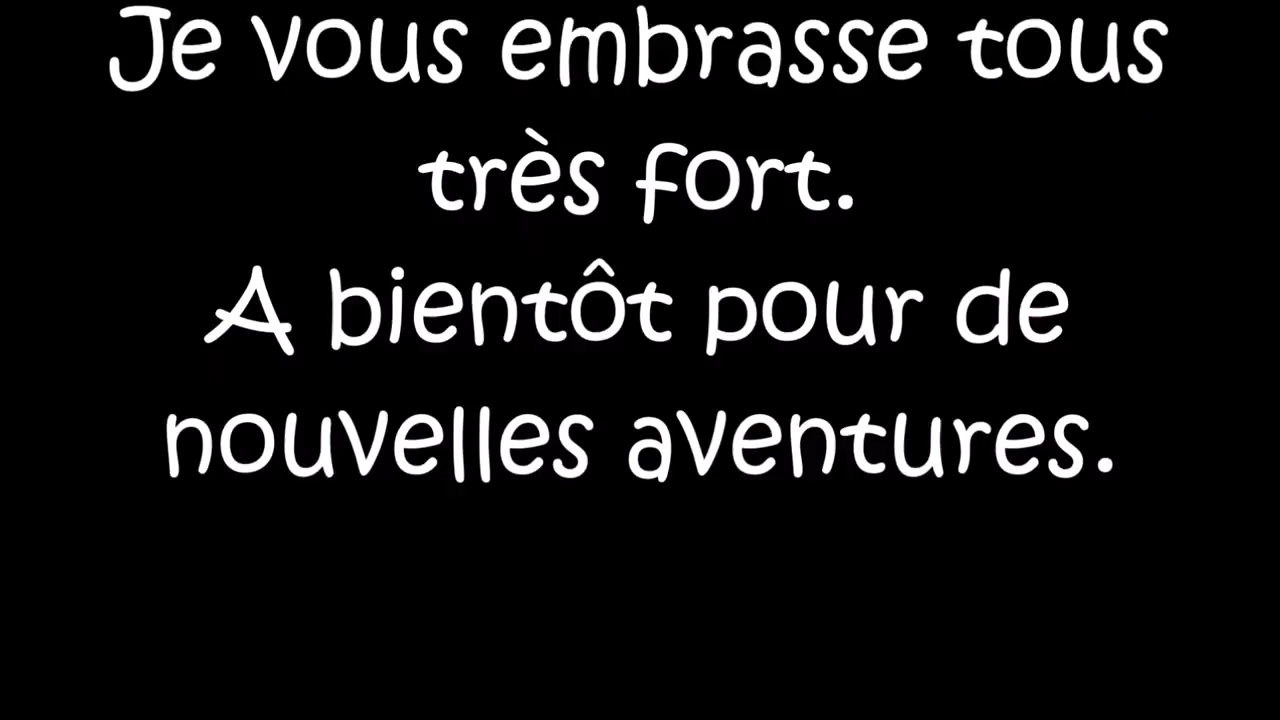 Je vous embrasse tous
très fort.
A bientôt pour de
nouvelles aventures.